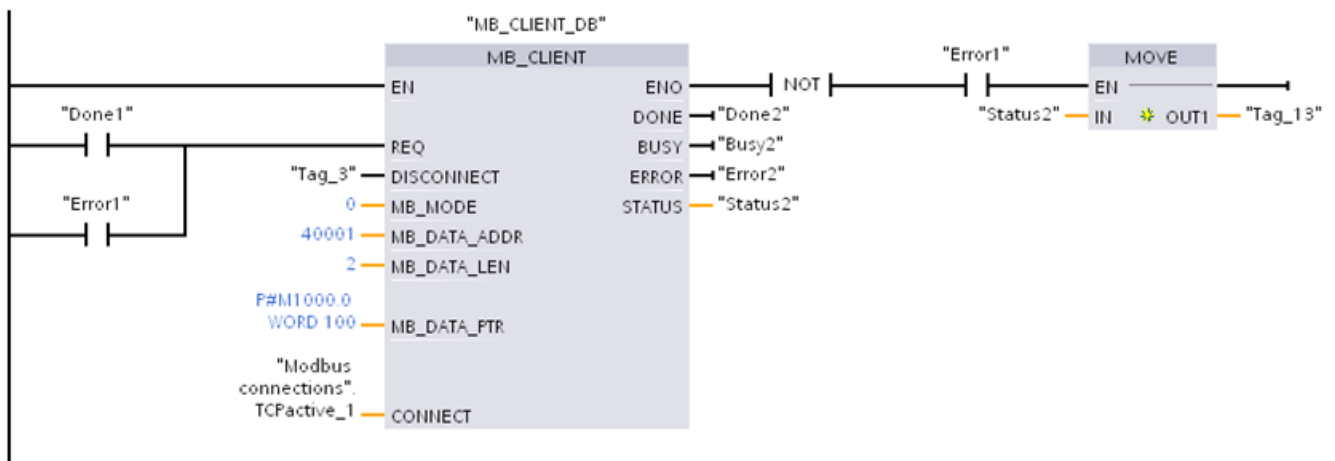 "MB_CLIENT_DB"
MB_CLIENT
"Error1"
MOVE
EN
ENO
NOT
EN
"Done1"
DONE
"Done2"
"Status2"
IN
OUT1
"Tag_13"
REQ
BUSY
"Busy2"
"Tag_3"
DISCONNECT
ERROR
"Error2"
"Error1"
0
MB_MODE
STATUS
"Status2"
40001
MB_DATA_ADDR
2
MB_DATA_LEN
P#M1000.0
WORD 100
MB_DATA_PTR
"Modbus
connections".
TCPactive_1
CONNECT